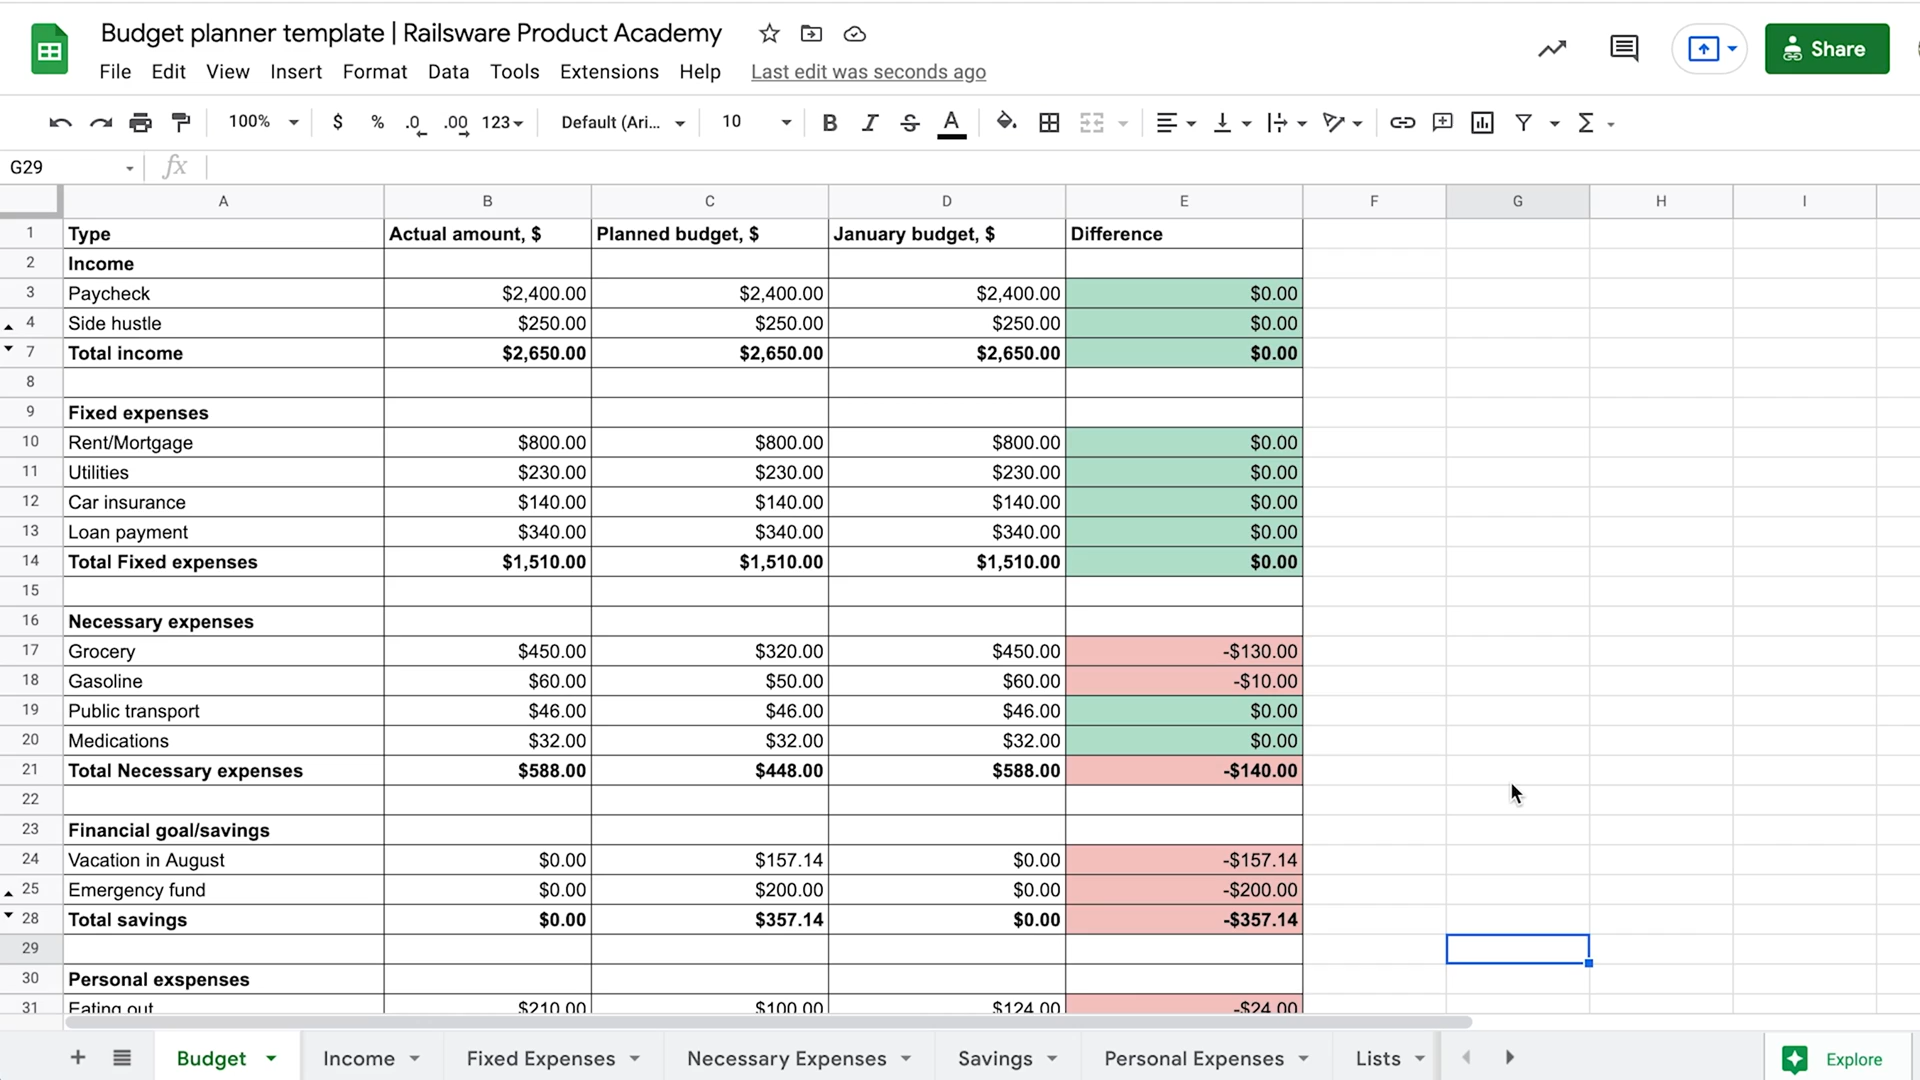 Budget planner template | Railsware Product Academy
File Edit View Insert Format Data Tools Extensions Help Last edit was seconds ago
Share
100% $ % .0 .00 123 Default (Ari... 10 B I S A
G29 fx
A B C D E F G H I
1 Type Actual amount, $ Planned budget, $ January budget, $ Difference
2 Income
3 Paycheck $2,400.00 $2,400.00 $2,400.00 $0.00
4 Side hustle $250.00 $250.00 $250.00 $0.00
7 Total income $2,650.00 $2,650.00 $2,650.00 $0.00
8
9 Fixed expenses
10 Rent/Mortgage $800.00 $800.00 $800.00 $0.00
11 Utilities $230.00 $230.00 $230.00 $0.00
12 Car insurance $140.00 $140.00 $140.00 $0.00
13 Loan payment $340.00 $340.00 $340.00 $0.00
14 Total Fixed expenses $1,510.00 $1,510.00 $1,510.00 $0.00
15
16 Necessary expenses
17 Grocery $450.00 $320.00 $450.00 -$130.00
18 Gasoline $60.00 $50.00 $60.00 -$10.00
19 Public transport $46.00 $46.00 $46.00 $0.00
20 Medications $32.00 $32.00 $32.00 $0.00
21 Total Necessary expenses $588.00 $448.00 $588.00 -$140.00
22
23 Financial goal/savings
24 Vacation in August $0.00 $157.14 $0.00 -$157.14
25 Emergency fund $0.00 $200.00 $0.00 -$200.00
28 Total savings $0.00 $357.14 $0.00 -$357.14
29
30 Personal exspenses
31 Eating out $210.00 $100.00 $124.00 -$24.00
Budget Income Fixed Expenses Necessary Expenses Savings Personal Expenses Lists Explore